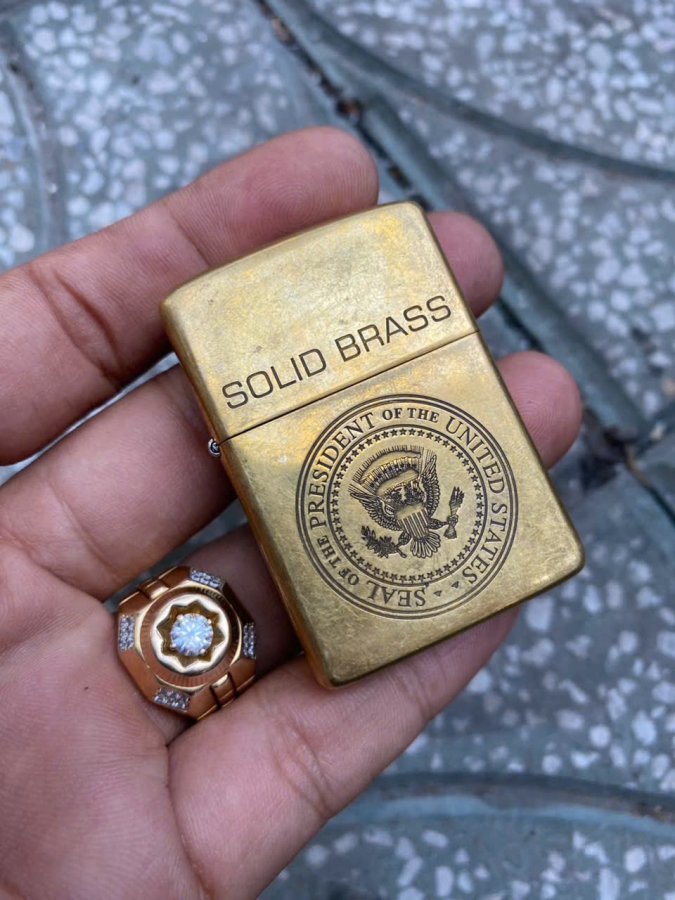 SOLID BRASS
SEAL OF THE PRESIDENT OF THE UNITED STATES